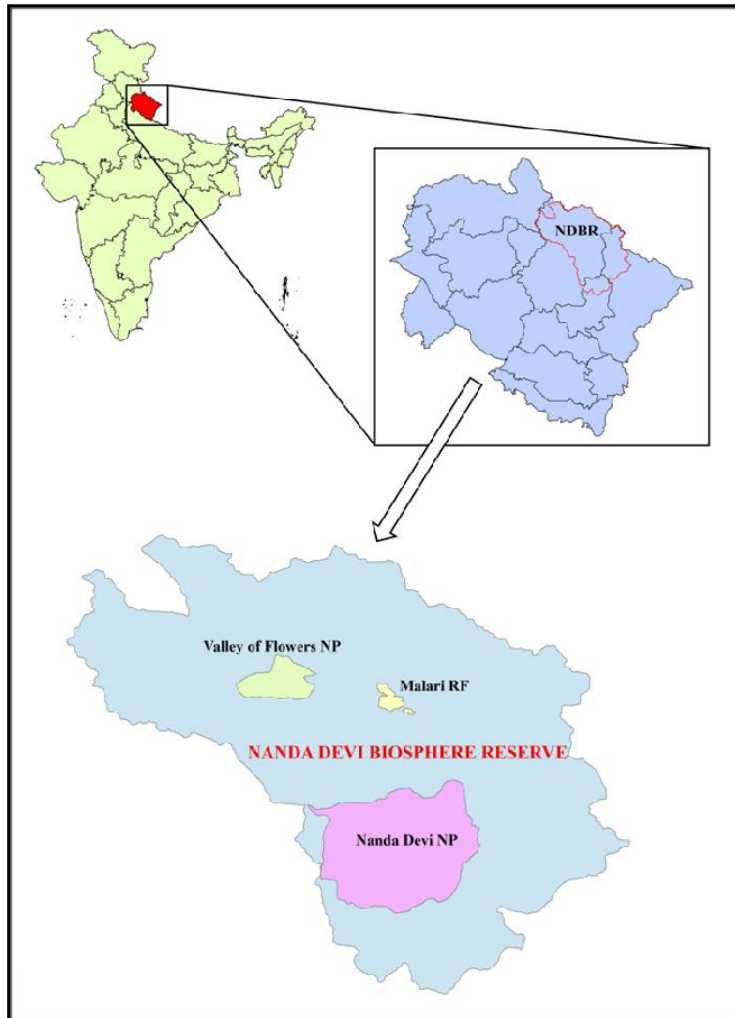 NDBR
Valley of Flowers NP
Malari RF
NANDA DEVI BIOSPHERE RESERVE
Nanda Devi NP